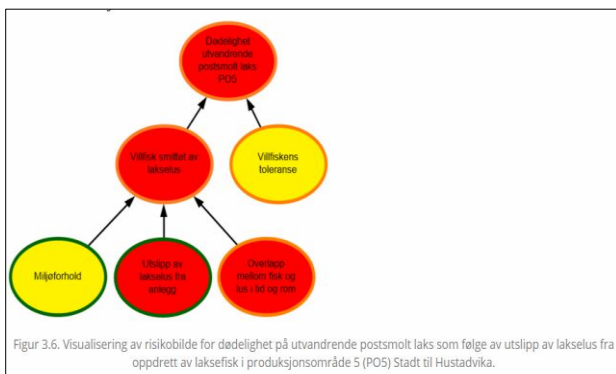 Dødelighet
utvandrende
postsmolt laks
PO5
Villfisk smittet av
lakselus
Villfiskens
toleranse
Miljøforhold
Utslipp av
lakselus fra
anlegg
Overlapp
mellom fisk og
lus i tid og rom
Figur 3.6. Visualisering av risikobilde for dødelighet på utvandrende postsmolt laks som følge av utslipp av lakselus fra
oppdrett av laksefisk i produksjonsområde 5 (PO5) Stadt til Hustadvika.